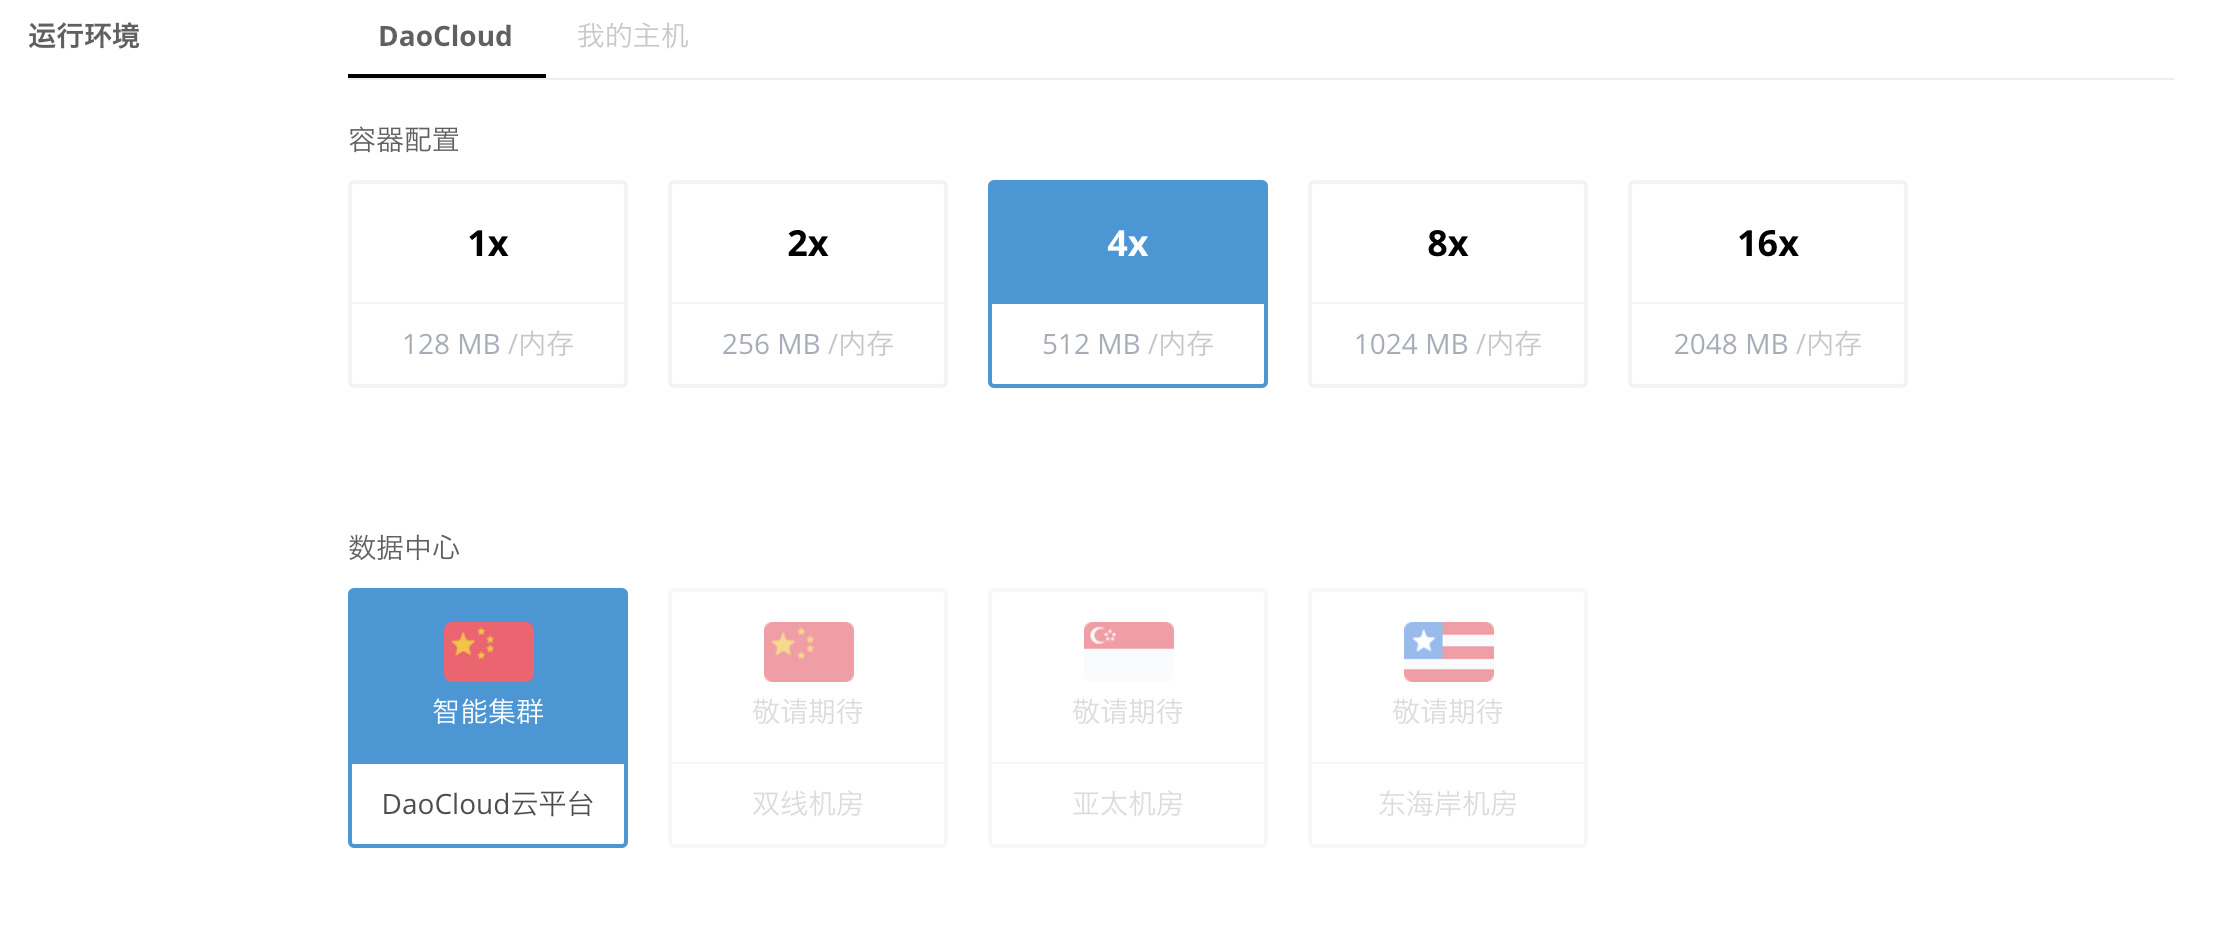 运行环境
DaoCloud 我的主机
容器配置
1x 2x 4x 8x 16x
128 MB /内存 256 MB /内存 512 MB /内存 1024 MB /内存 2048 MB /内存
数据中心
智能集群 敬请期待 敬请期待 敬请期待
DaoCloud云平台 双线机房 亚太机房 东海岸机房